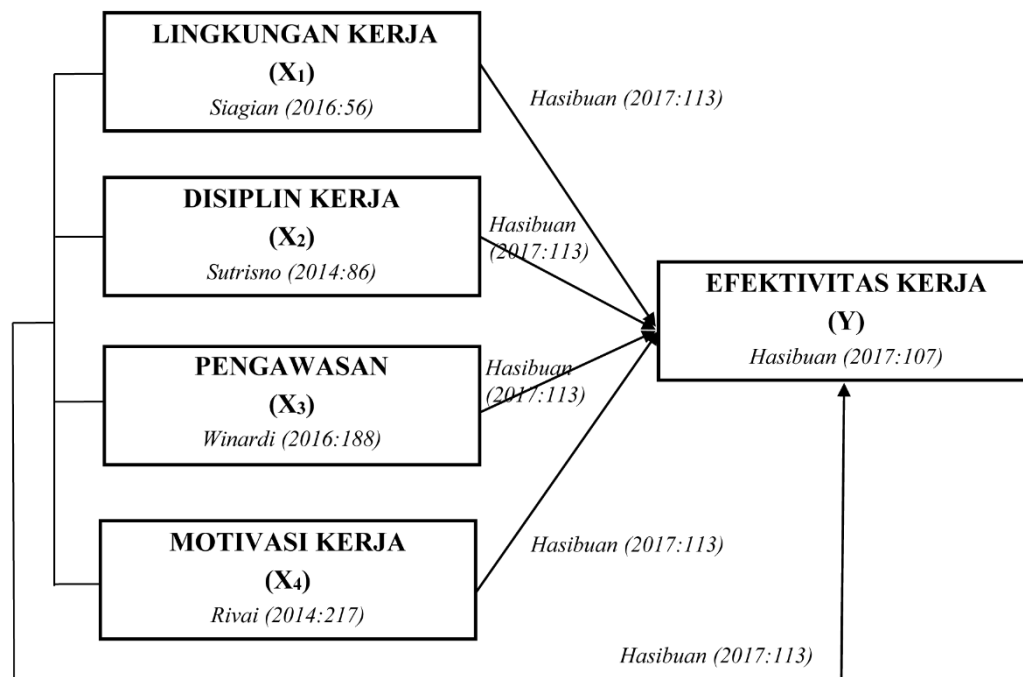 LINGKUNGAN KERJA
(X₁)
Siagian (2016:56)
Hasibuan (2017:113)
DISIPLIN KERJA
(X₂)
Sutrisno (2014:86)
Hasibuan
(2017:113)
EFEKTIVITAS KERJA
(Y)
Hasibuan (2017:107)
PENGAWASAN
(X₃)
Winardi (2016:188)
Hasibuan
(2017:113)
MOTIVASI KERJA
(X₄)
Rivai (2014:217)
Hasibuan (2017:113)
Hasibuan (2017:113)